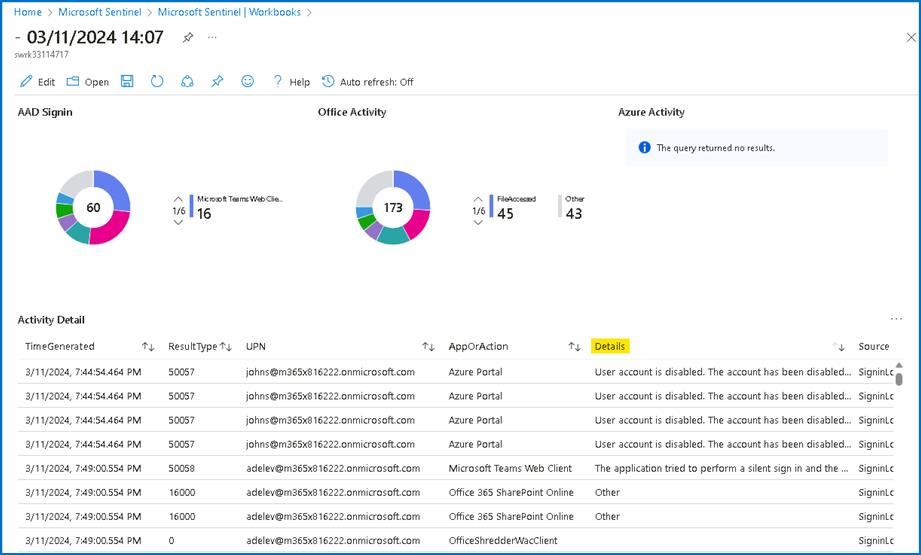 Home > Microsoft Sentinel > Microsoft Sentinel | Workbooks >
- 03/11/2024 14:07 ...
swrk33114717
Edit Open Help Auto refresh: Off
AAD Signin Office Activity Azure Activity
The query returned no results.
60 1/6 Microsoft Teams Web Clie... 16
173 1/6 FileAccessed 45 Other 43
Activity Detail ...
TimeGenerated ResultType UPN AppOrAction Details Source
3/11/2024, 7:44:54.464 PM 50057 johns@m365x816222.onmicrosoft.com Azure Portal User account is disabled. The account has been disabled... SigninLc
3/11/2024, 7:44:54.464 PM 50057 johns@m365x816222.onmicrosoft.com Azure Portal User account is disabled. The account has been disabled... SigninLc
3/11/2024, 7:44:54.464 PM 50057 johns@m365x816222.onmicrosoft.com Azure Portal User account is disabled. The account has been disabled... SigninLc
3/11/2024, 7:44:54.464 PM 50057 johns@m365x816222.onmicrosoft.com Azure Portal User account is disabled. The account has been disabled... SigninLc
3/11/2024, 7:49:00.554 PM 50058 adelev@m365x816222.onmicrosoft.com Microsoft Teams Web Client The application tried to perform a silent sign in and the ... SigninLc
3/11/2024, 7:49:00.554 PM 16000 adelev@m365x816222.onmicrosoft.com Office 365 SharePoint Online Other SigninLc
3/11/2024, 7:49:00.554 PM 16000 adelev@m365x816222.onmicrosoft.com Office 365 SharePoint Online Other SigninLc
3/11/2024, 7:49:00.554 PM 0 adelev@m365x816222.onmicrosoft.com OfficeShredderWacClient SigninLc